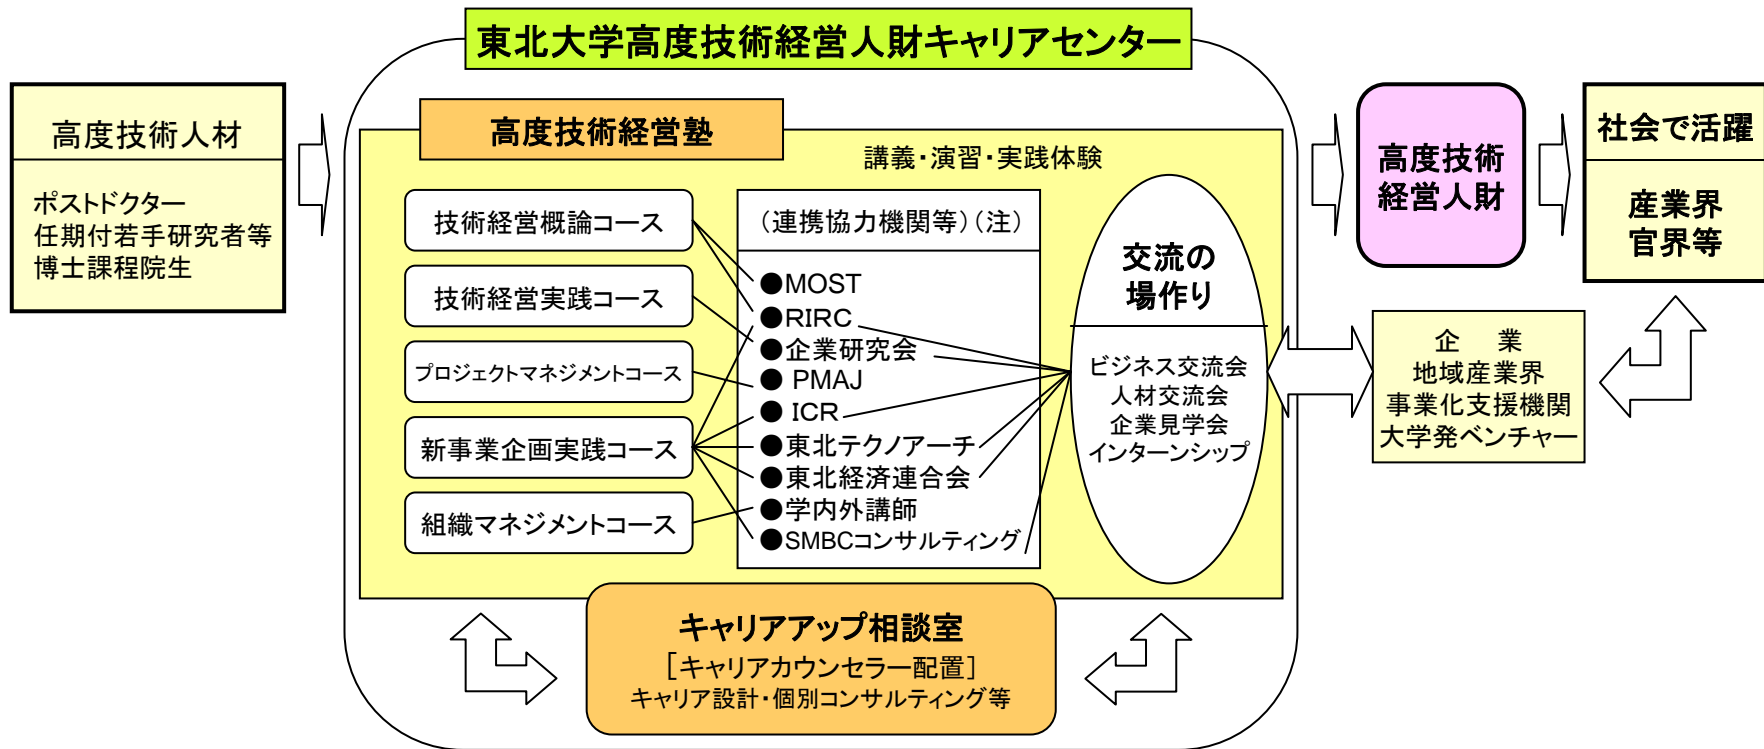 東北大学高度技術経営人財キャリアセンター
高度技術人材
ポストドクター
任期付若手研究者等
博士課程院生
高度技術経営塾
講義・演習・実践体験
技術経営概論コース
技術経営実践コース
プロジェクトマネジメントコース
新事業企画実践コース
組織マネジメントコース
（連携協力機関等）（注）
●MOST
●RIRC
●企業研究会
● PMAJ
● ICR
●東北テクノアーチ
●東北経済連合会
●学内外講師
●SMBCコンサルティング
交流の
場作り
ビジネス交流会
人材交流会
企業見学会
インターンシップ
キャリアアップ相談室
［キャリアカウンセラー配置］
キャリア設計・個別コンサルティング等
高度技術
経営人財
社会で活躍
産業界
官界等
企　業
地域産業界
事業化支援機関
大学発ベンチャー